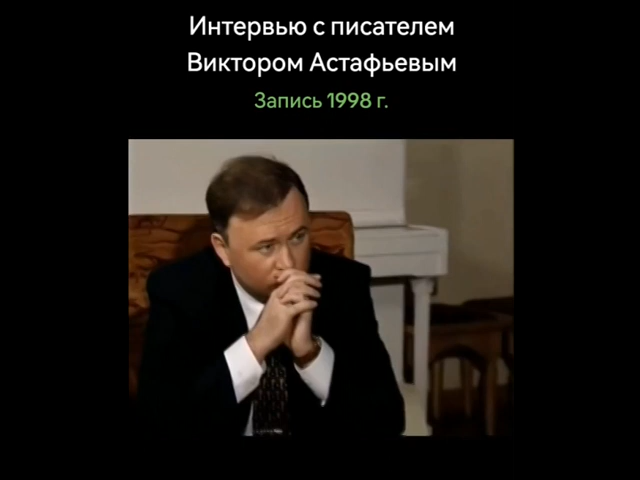 Интервью с писателем
Виктором Астафьевым
Запись 1998 г.